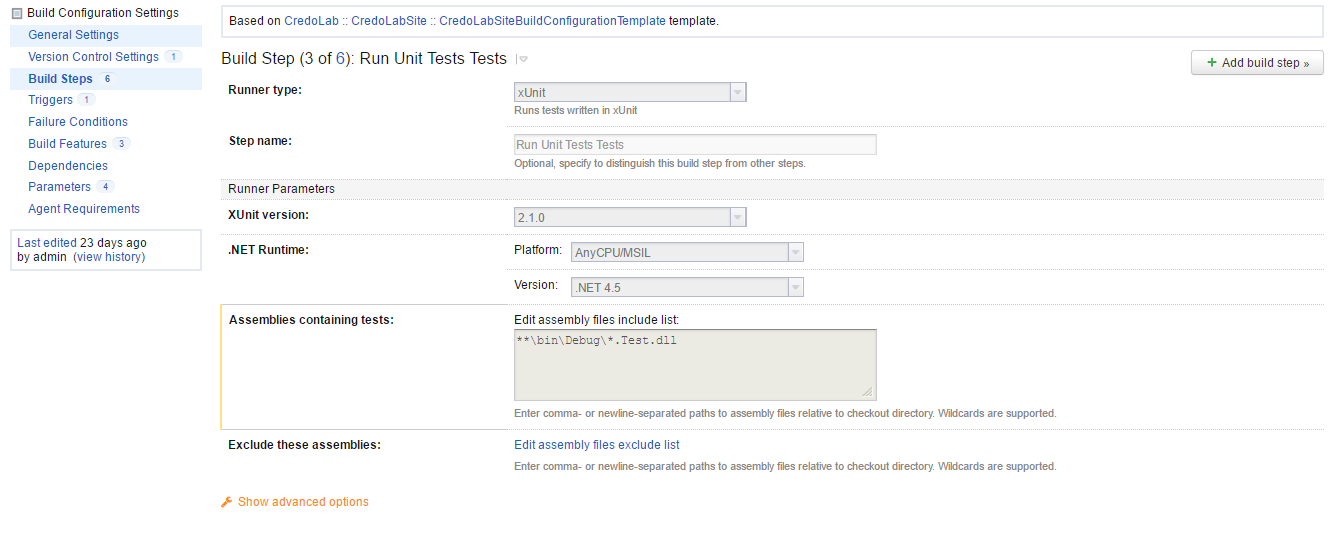 Build Configuration Settings
General Settings
Version Control Settings 1
Build Steps 6
Triggers 1
Failure Conditions
Build Features 3
Dependencies
Parameters 4
Agent Requirements
Last edited 23 days ago
by admin (view history)
Based on CredoLab :: CredoLabSite :: CredoLabSiteBuildConfigurationTemplate template.
Build Step (3 of 6): Run Unit Tests Tests
+ Add build step »
Runner type:
xUnit
Runs tests written in xUnit
Step name:
Run Unit Tests Tests
Optional, specify to distinguish this build step from other steps.
Runner Parameters
XUnit version:
2.1.0
.NET Runtime:
Platform: AnyCPU/MSIL
Version: .NET 4.5
Assemblies containing tests:
Edit assembly files include list:
**\bin\Debug\*.Test.dll
Enter comma- or newline-separated paths to assembly files relative to checkout directory. Wildcards are supported.
Exclude these assemblies:
Edit assembly files exclude list
Enter comma- or newline-separated paths to assembly files relative to checkout directory. Wildcards are supported.
Show advanced options